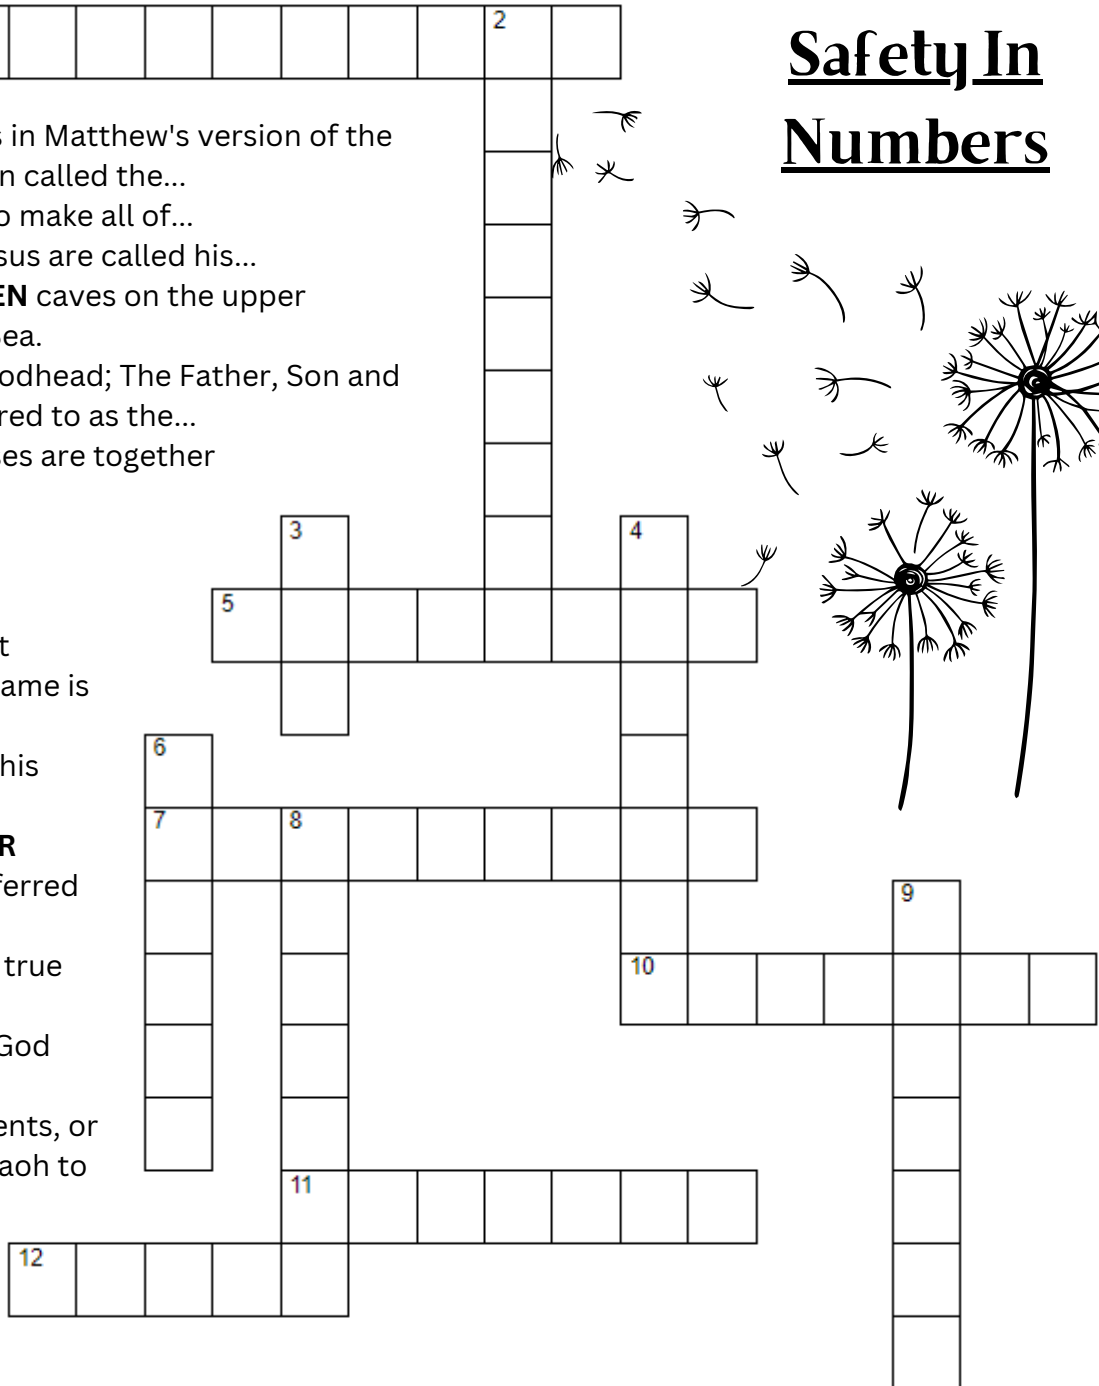 Safety In
Numbers
2
s in Matthew's version of the
n called the...
o make all of...
sus are called his...
EN caves on the upper
ea.
odhead; The Father, Son and
red to as the...
ses are together
3
4
5
t
ame is
6
his
7
8
R
ferred
9
true
10
God
ents, or
aoh to
11
12